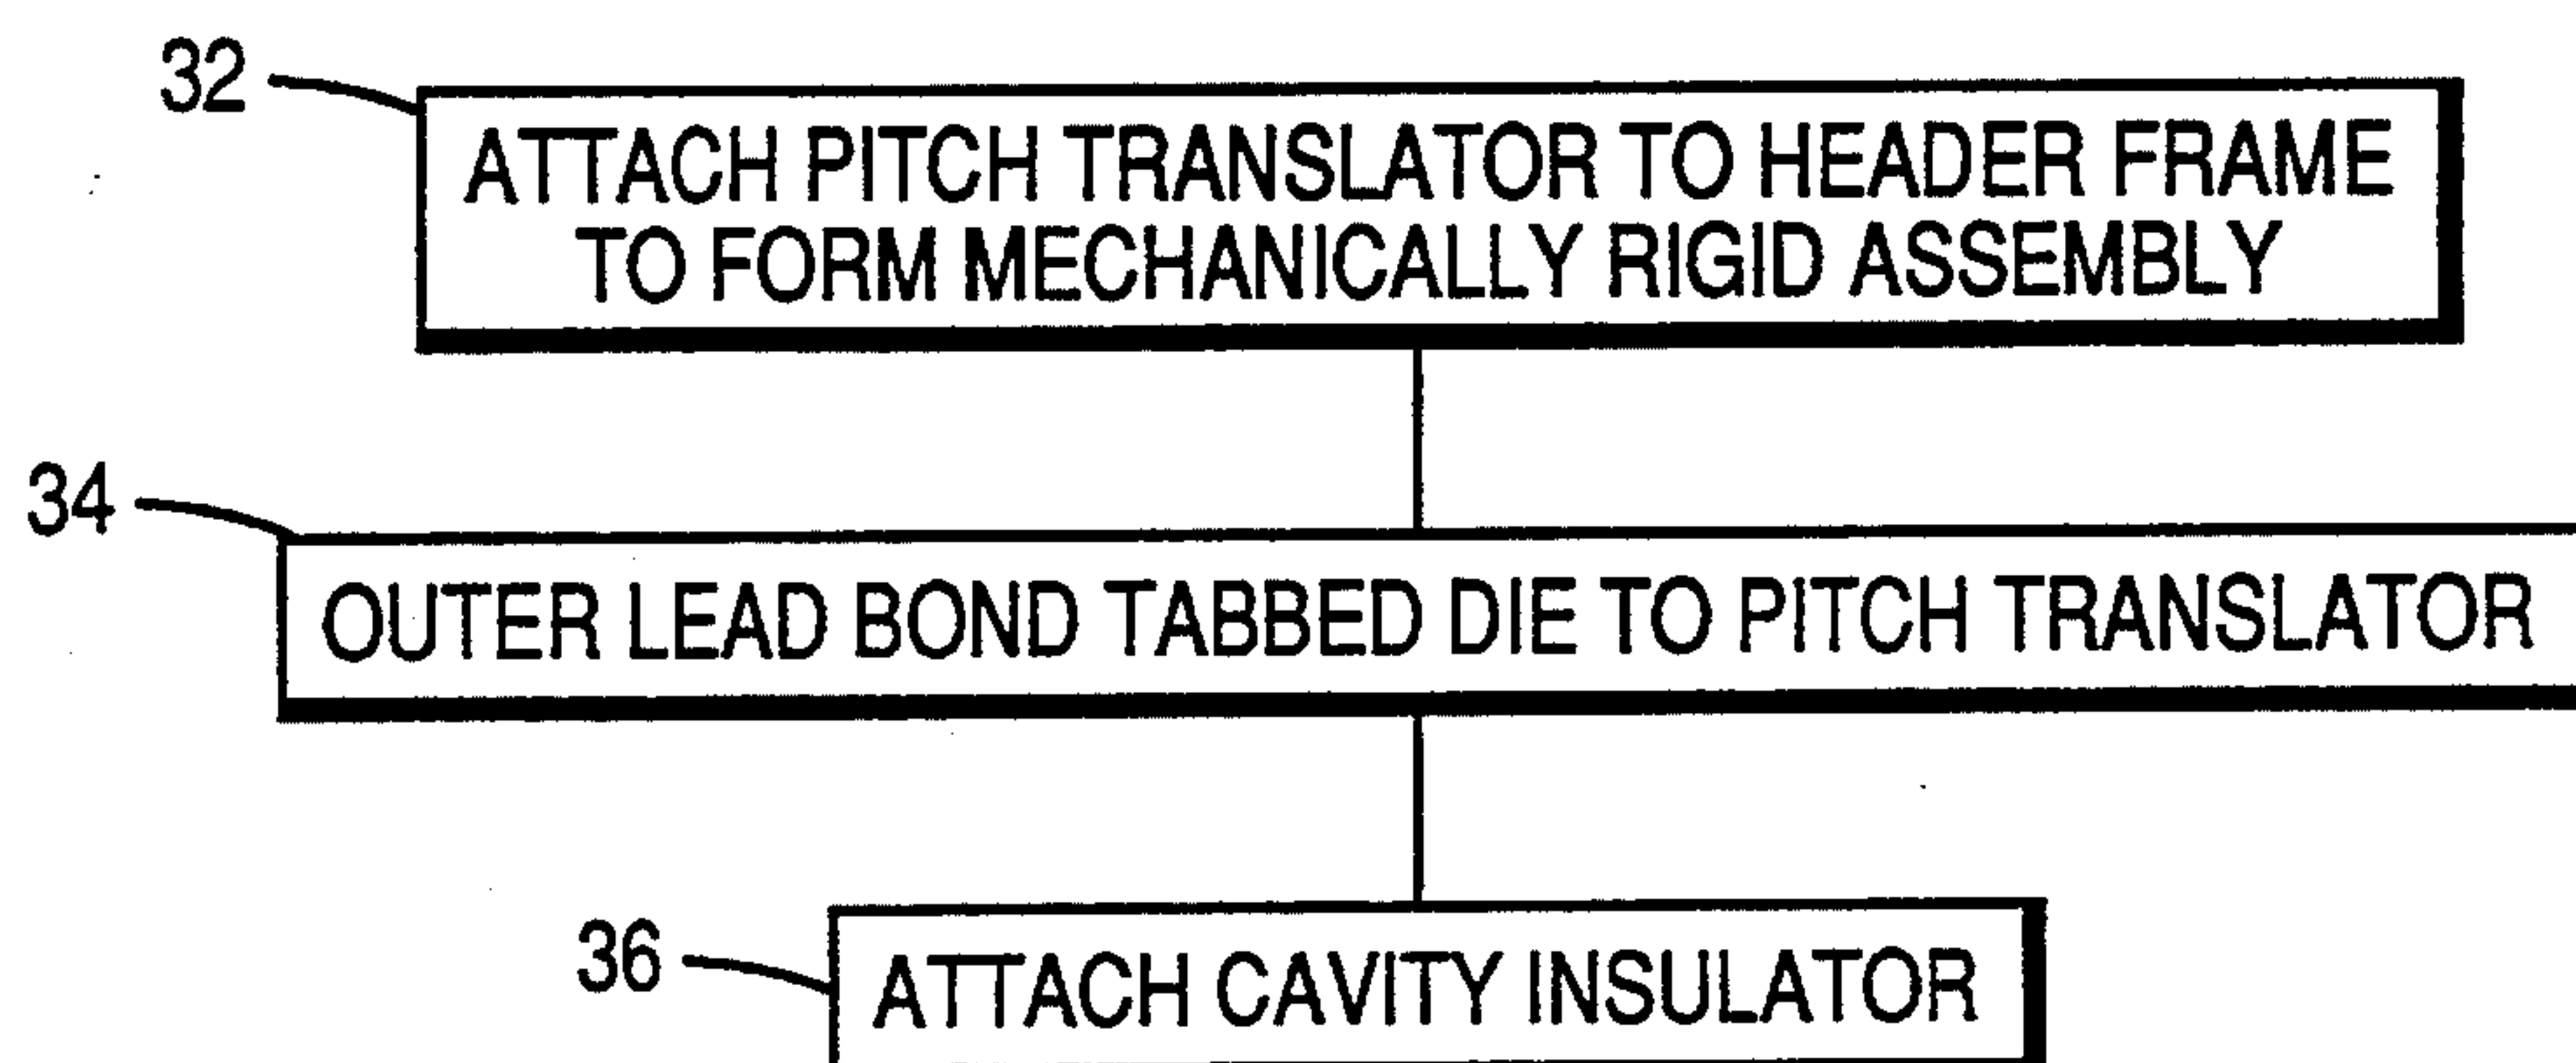 32
ATTACH PITCH TRANSLATOR TO HEADER FRAME
TO FORM MECHANICALLY RIGID ASSEMBLY
34
OUTER LEAD BOND TABBED DIE TO PITCH TRANSLATOR
36
ATTACH CAVITY INSULATOR